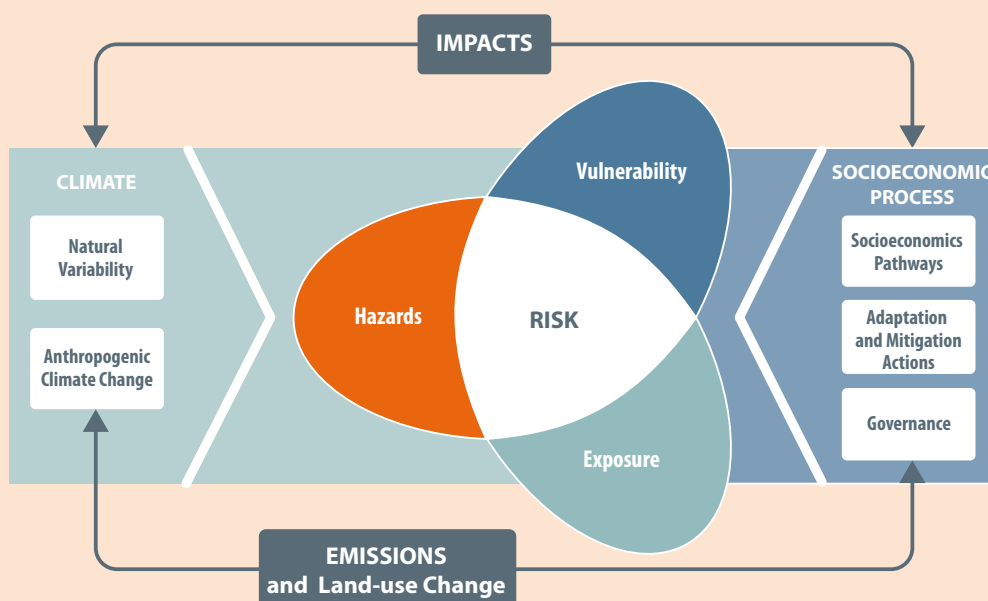 IMPACTS
CLIMATE
Natural
Variability
Anthropogenic
Climate Change
Hazards
Vulnerability
RISK
Exposure
SOCIOECONOMIC
PROCESS
Socioeconomics
Pathways
Adaptation
and Mitigation
Actions
Governance
EMISSIONS
and Land-use Change